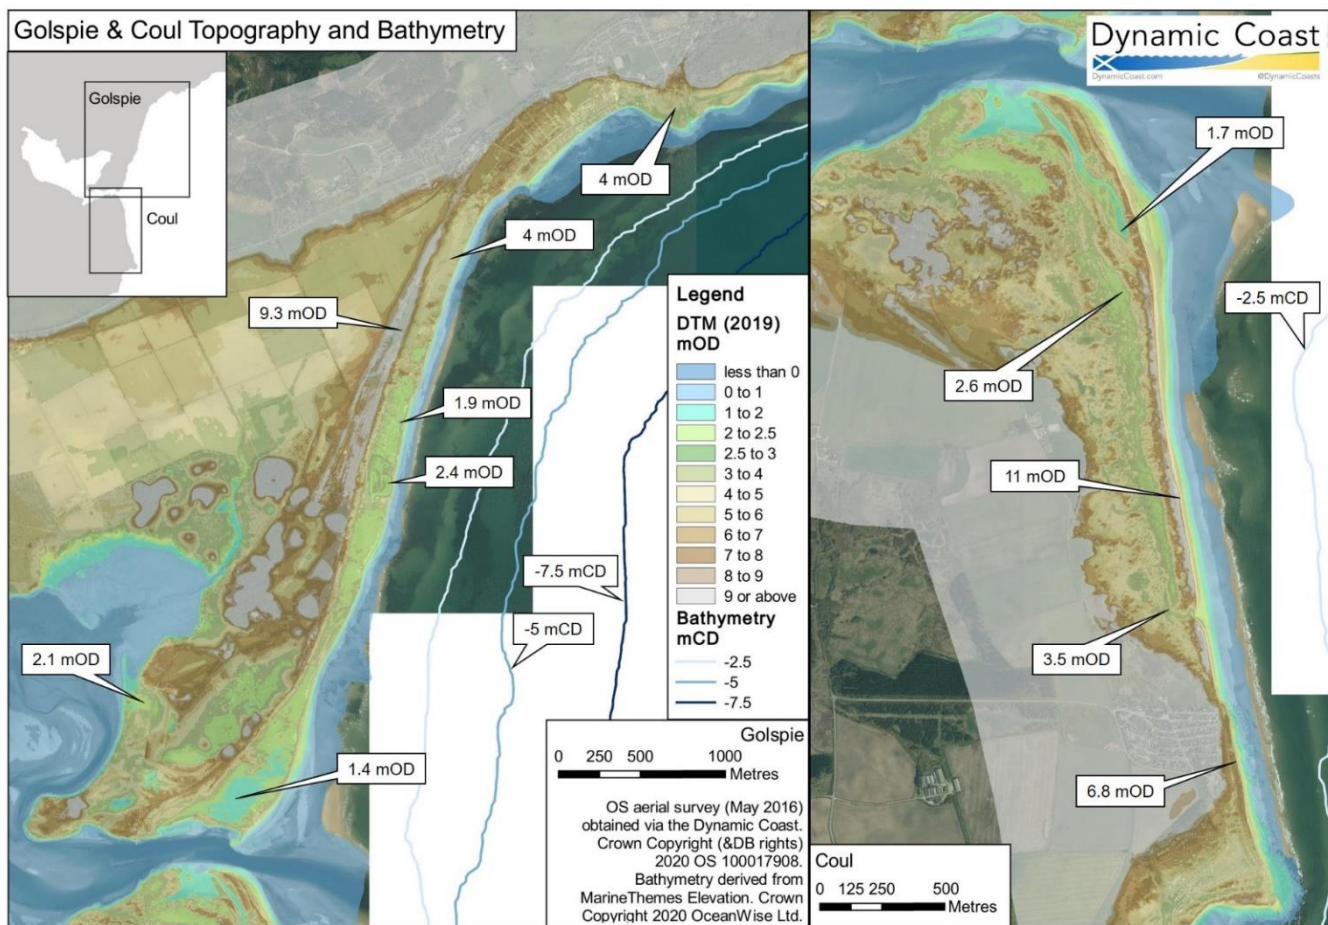 Golspie & Coul Topography and Bathymetry
Golspie
Coul
4 mOD
4 mOD
9.3 mOD
1.9 mOD
2.4 mOD
-7.5 mCD
-5 mCD
2.1 mOD
1.4 mOD
Legend
DTM (2019)
mOD
less than 0
0 to 1
1 to 2
2 to 2.5
2.5 to 3
3 to 4
4 to 5
5 to 6
6 to 7
7 to 8
8 to 9
9 or above
Bathymetry
mCD
-2.5
-5
-7.5
Golspie
0 250 500 1000
Metres
OS aerial survey (May 2016)
obtained via the Dynamic Coast.
Crown Copyright (&DB rights)
2020 OS 100017908.
Bathymetry derived from
MarineThemes Elevation. Crown
Copyright 2020 OceanWise Ltd.
Dynamic Coast
DynamicCoast.com @DynamicCoasts
1.7 mOD
-2.5 mCD
2.6 mOD
11 mOD
3.5 mOD
6.8 mOD
Coul
0 125 250 500
Metres